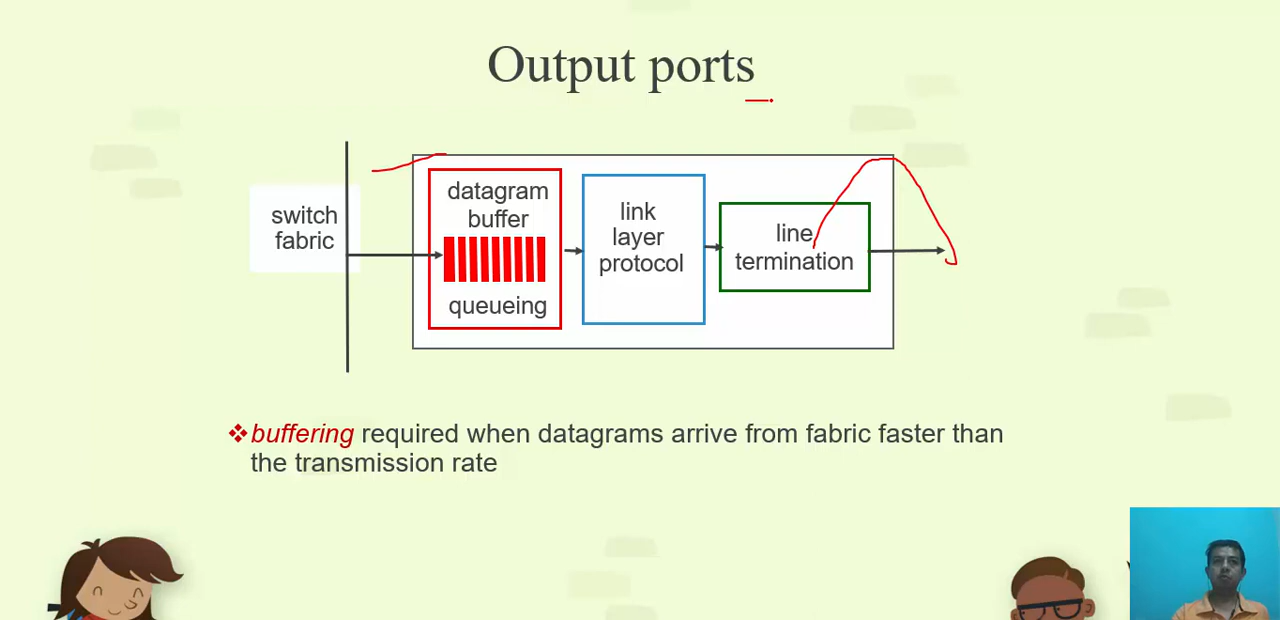 Output ports
switch
fabric
datagram
buffer
queueing
link
layer
protocol
line
termination
❖buffering required when datagrams arrive from fabric faster than
the transmission rate